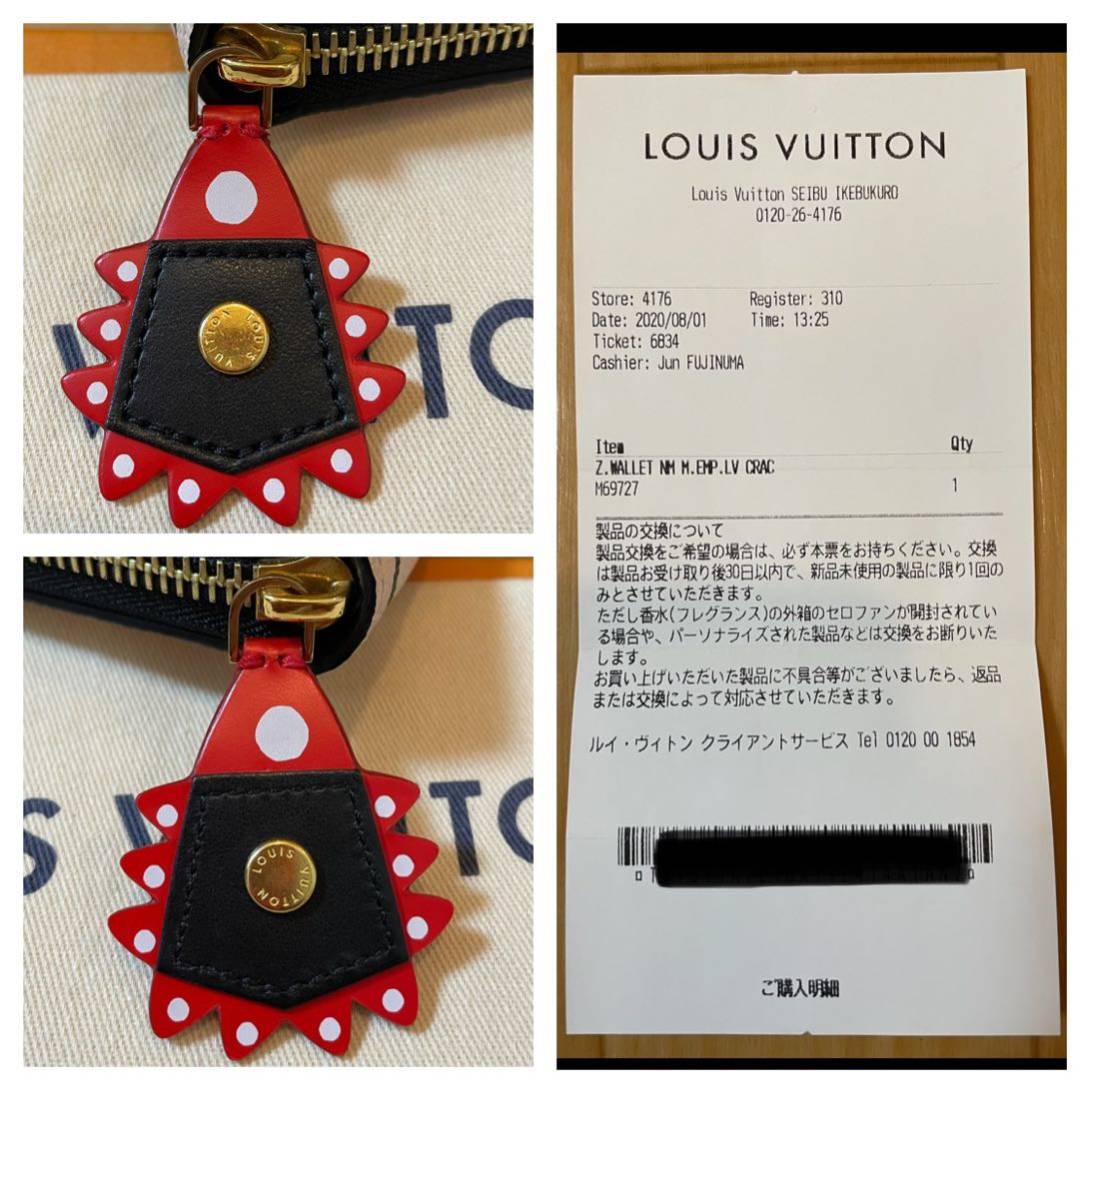 LOUIS VUITTON
LOUIS VUITTON
LOUIS VUITTON
Louis Vuitton SEIBU IKEBUKURO
0120-26-4176
Store: 4176 Register: 310
Date: 2020/08/01 Time: 13:25
Ticket: 6834
Cashier: Jun FUJINUMA
Item Qty
Z.WALLET NM M.EMP.LV CRAC
M69727 1
製品の交換について
製品交換をご希望の場合は、必ず本票をお持ちください。交換
は製品お受け取り後30日以内で、新品未使用の製品に限り1回の
みとさせていただきます。
ただし香水(フレグランス)の外箱のセロファンが開封されてい
る場合や、パーソナライズされた製品などは交換をお断りいた
します。
お買い上げいただいた製品に不具合等がございましたら、返品
または交換によって対応させていただきます。
ルイ・ヴィトン クライアントサービス Tel 0120 00 1854
ご購入明細